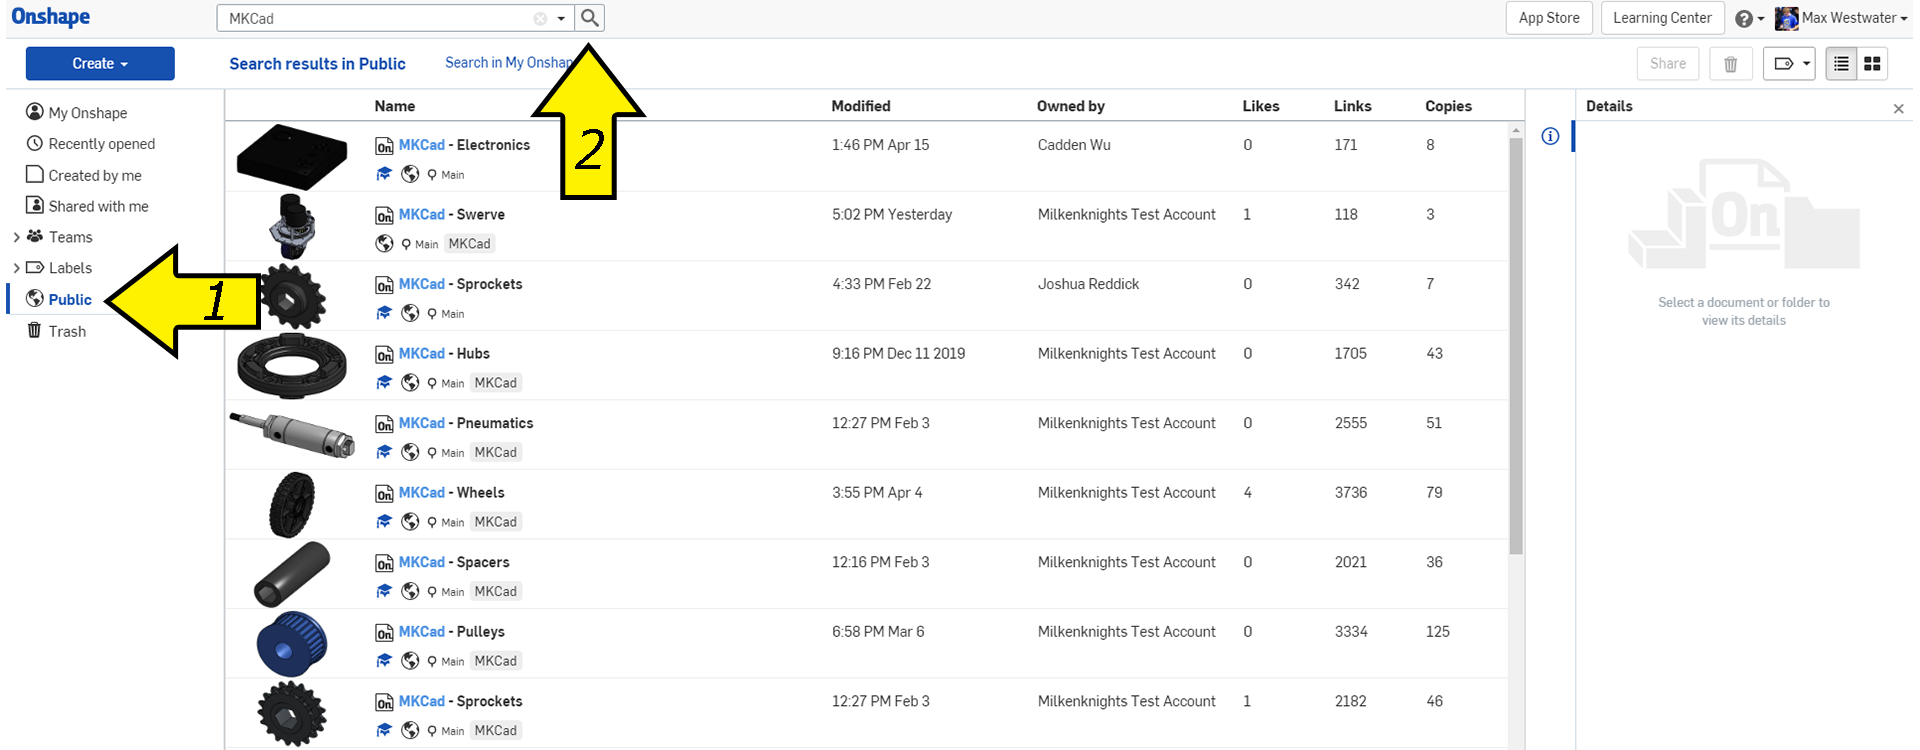 Onshape
MKCad
App Store
Learning Center
Max Westwater
Create
Search results in Public
Search in My Onshap
Share
My Onshape
Recently opened
Created by me
Shared with me
Teams
Labels
Public
Trash
1
2
Name Modified Owned by Likes Links Copies
MKCad - Electronics 1:46 PM Apr 15 Cadden Wu 0 171 8
Main
MKCad - Swerve 5:02 PM Yesterday Milkenknights Test Account 1 118 3
Main MKCad
MKCad - Sprockets 4:33 PM Feb 22 Joshua Reddick 0 342 7
Main
MKCad - Hubs 9:16 PM Dec 11 2019 Milkenknights Test Account 0 1705 43
Main MKCad
MKCad - Pneumatics 12:27 PM Feb 3 Milkenknights Test Account 0 2555 51
Main MKCad
MKCad - Wheels 3:55 PM Apr 4 Milkenknights Test Account 4 3736 79
Main MKCad
MKCad - Spacers 12:16 PM Feb 3 Milkenknights Test Account 0 2021 36
Main MKCad
MKCad - Pulleys 6:58 PM Mar 6 Milkenknights Test Account 0 3334 125
Main MKCad
MKCad - Sprockets 12:27 PM Feb 3 Milkenknights Test Account 1 2182 46
Main MKCad
Details
On
Select a document or folder to
view its details